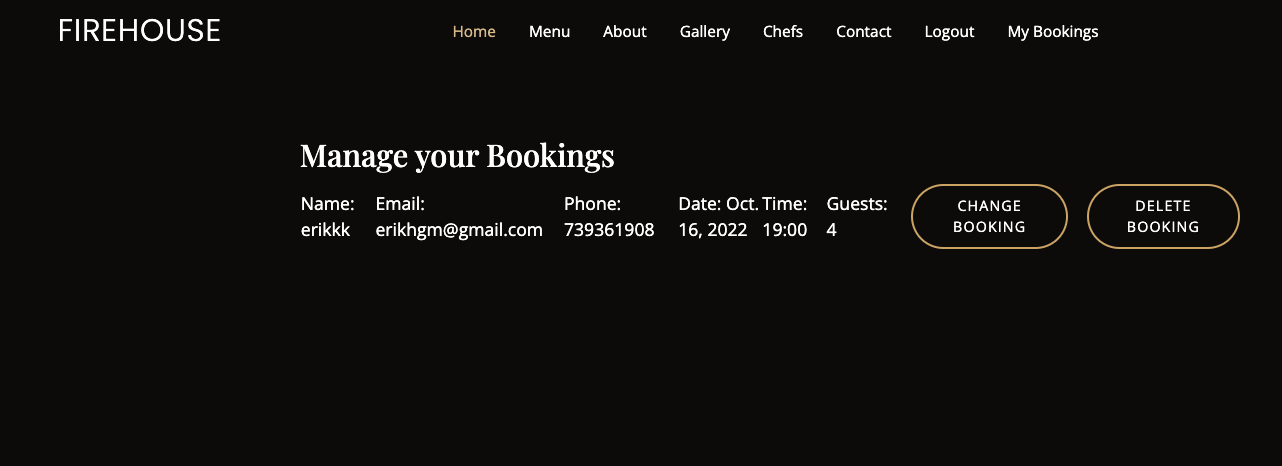 FIREHOUSE
Home Menu About Gallery Chefs Contact Logout My Bookings
Manage your Bookings
Name: Email: Phone: Date: Oct. Time: Guests:
erikkk erikhgm@gmail.com 739361908 16, 2022 19:00 4
CHANGE
BOOKING
DELETE
BOOKING